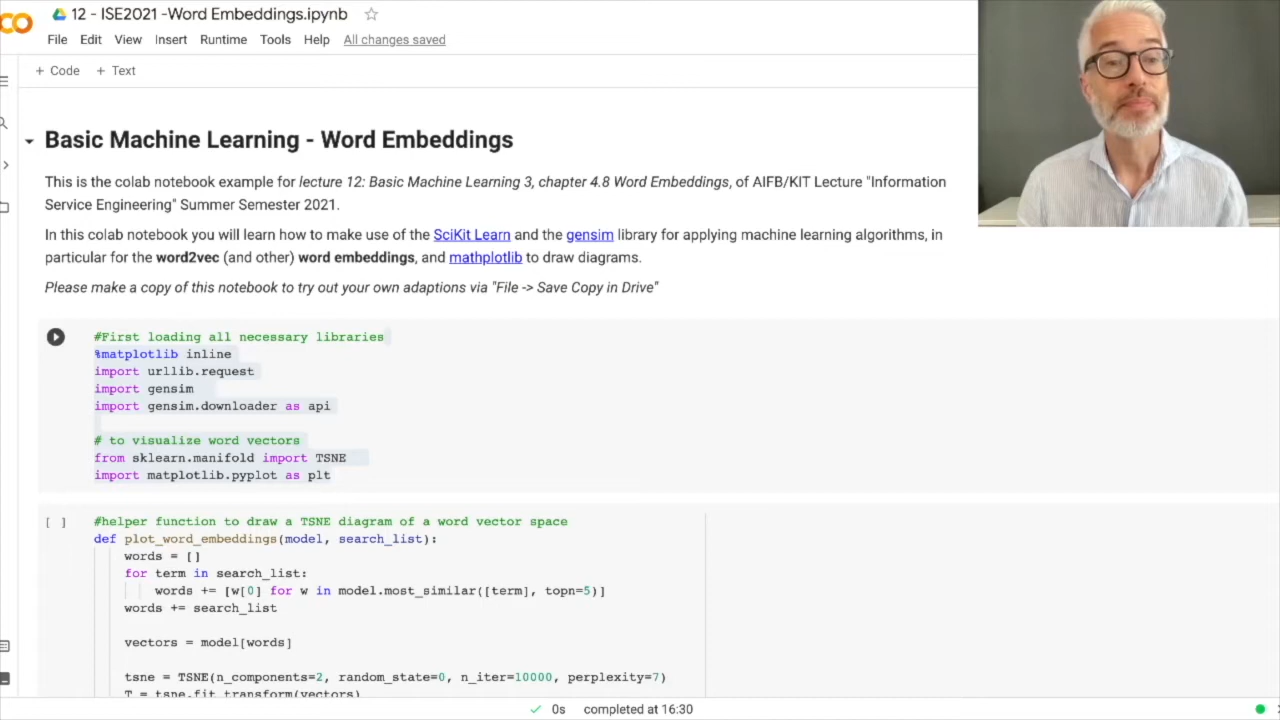 12 - ISE2021 -Word Embeddings.ipynb
File Edit View Insert Runtime Tools Help All changes saved
+ Code + Text
Basic Machine Learning - Word Embeddings
This is the colab notebook example for lecture 12: Basic Machine Learning 3, chapter 4.8 Word Embeddings, of AIFB/KIT Lecture "Information
Service Engineering" Summer Semester 2021.
In this colab notebook you will learn how to make use of the SciKit Learn and the gensim library for applying machine learning algorithms, in
particular for the word2vec (and other) word embeddings, and mathplotlib to draw diagrams.
Please make a copy of this notebook to try out your own adaptions via "File -> Save Copy in Drive"
#First loading all necessary libraries
%matplotlib inline
import urllib.request
import gensim
import gensim.downloader as api
# to visualize word vectors
from sklearn.manifold import TSNE
import matplotlib.pyplot as plt
[ ] #helper function to draw a TSNE diagram of a word vector space
def plot_word_embeddings(model, search_list):
words = []
for term in search_list:
words += [w[0] for w in model.most_similar([term], topn=5)]
words += search_list
vectors = model[words]
tsne = TSNE(n_components=2, random_state=0, n_iter=10000, perplexity=7)
T = tsne.fit_transform(vectors)
0s completed at 16:30